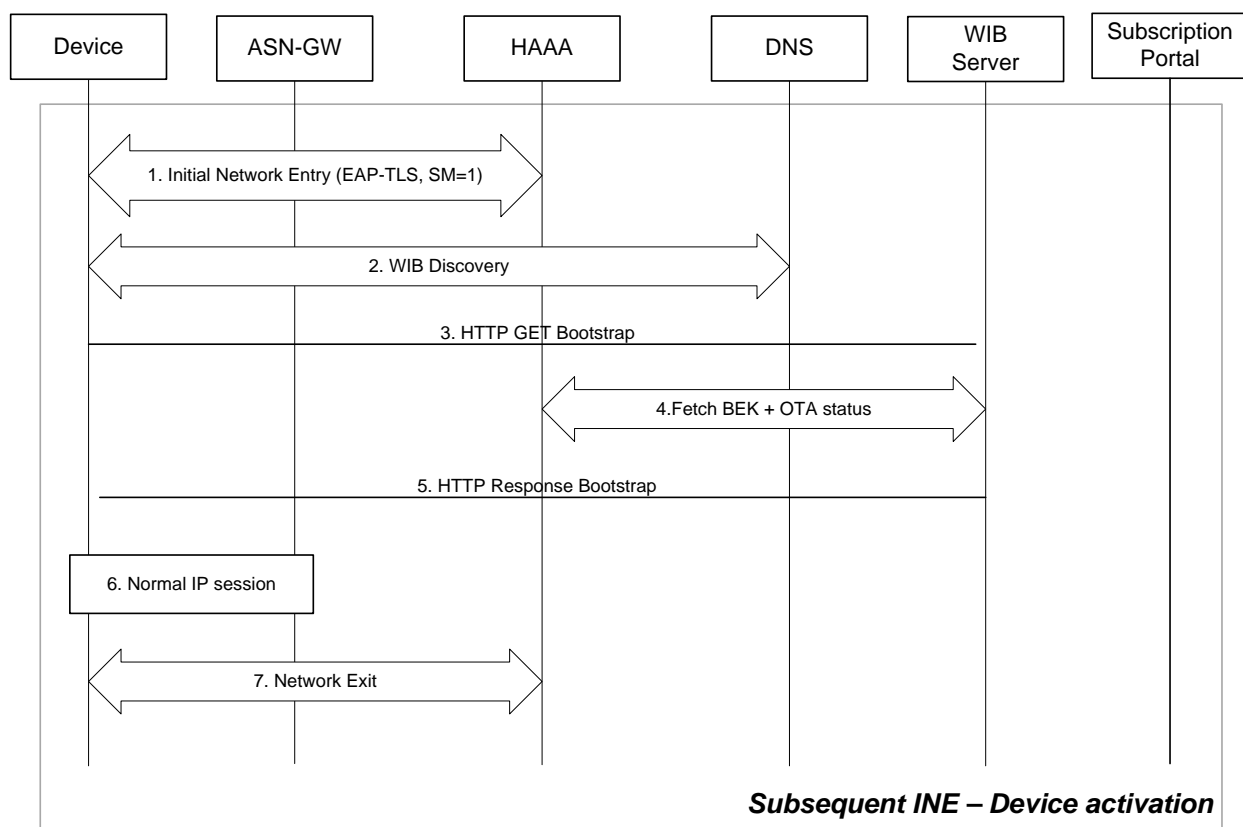 Device
ASN-GW
HAAA
DNS
WIB
Server
Subscription
Portal
1. Initial Network Entry (EAP-TLS, SM=1)
2. WIB Discovery
3. HTTP GET Bootstrap
4.Fetch BEK + OTA status
5. HTTP Response Bootstrap
6. Normal IP session
7. Network Exit
Subsequent INE – Device activation